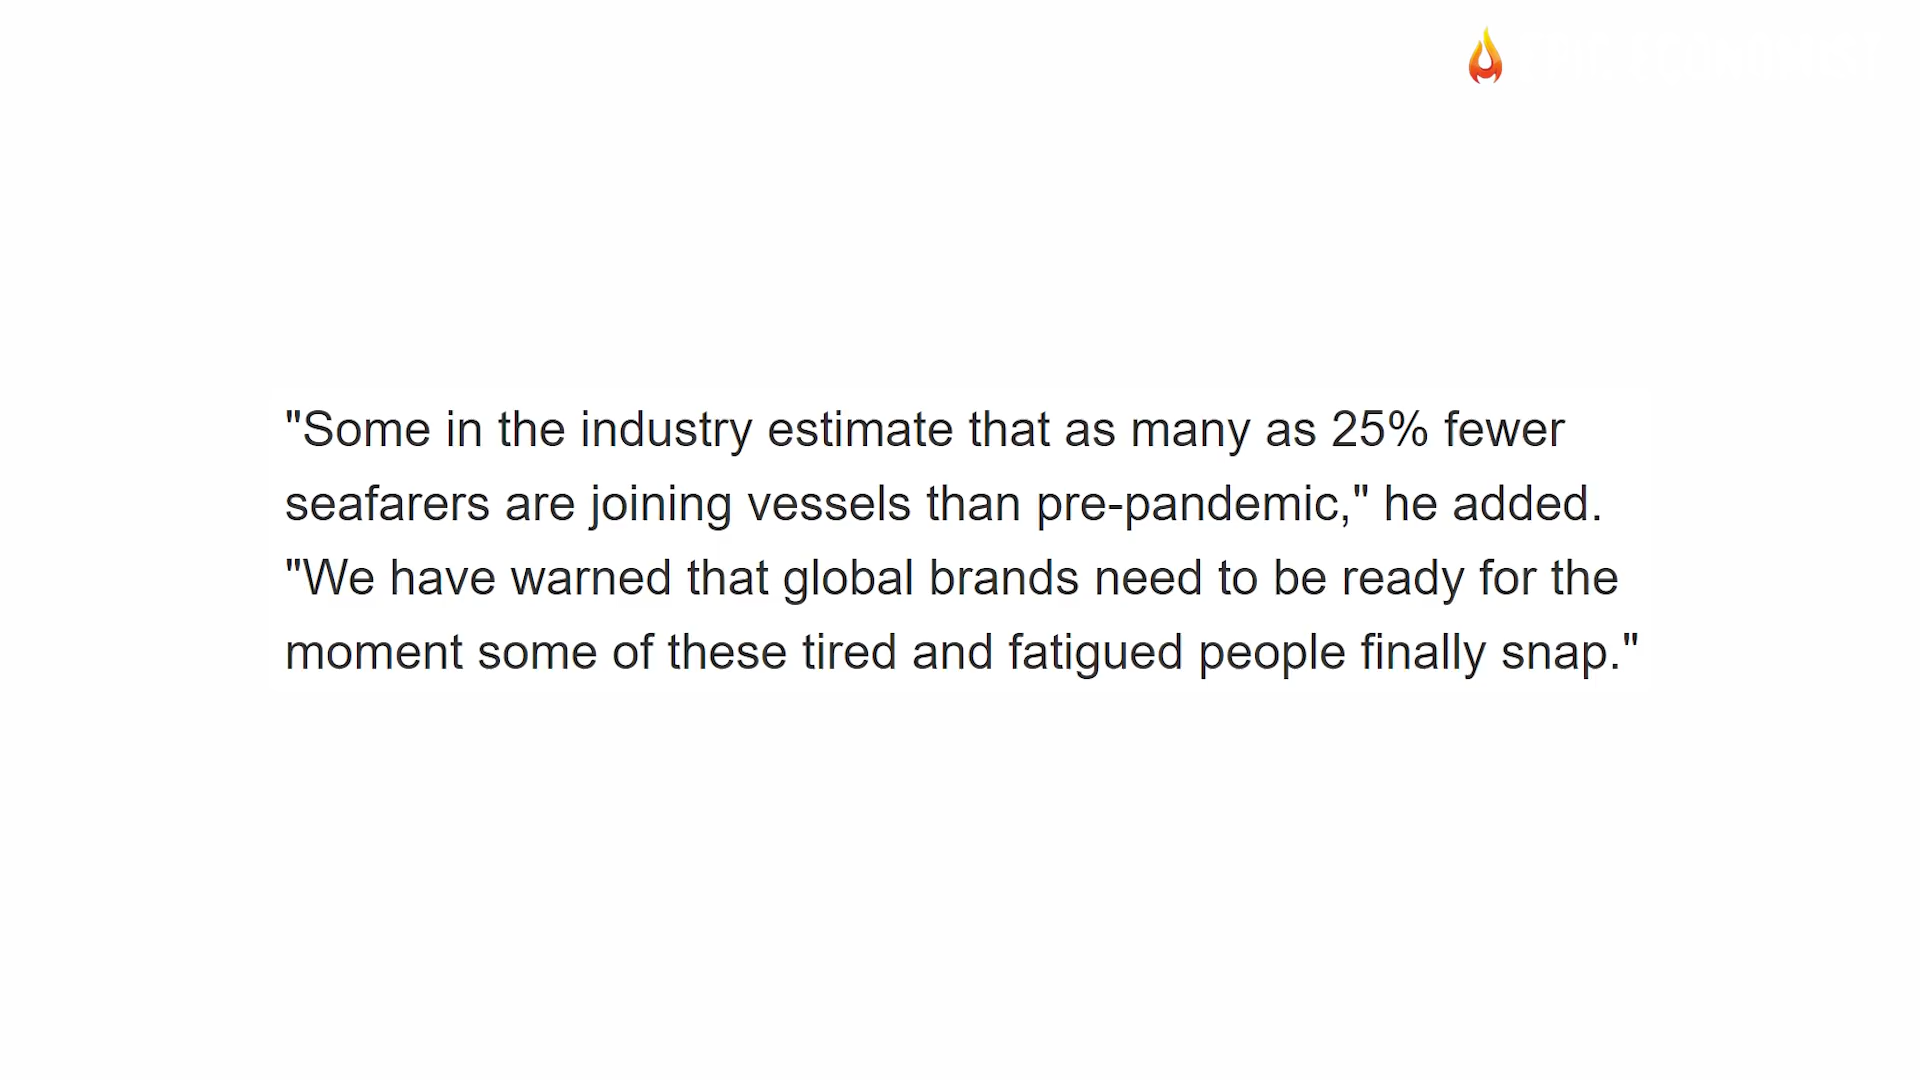 "Some in the industry estimate that as many as 25% fewer
seafarers are joining vessels than pre-pandemic," he added.
"We have warned that global brands need to be ready for the
moment some of these tired and fatigued people finally snap."